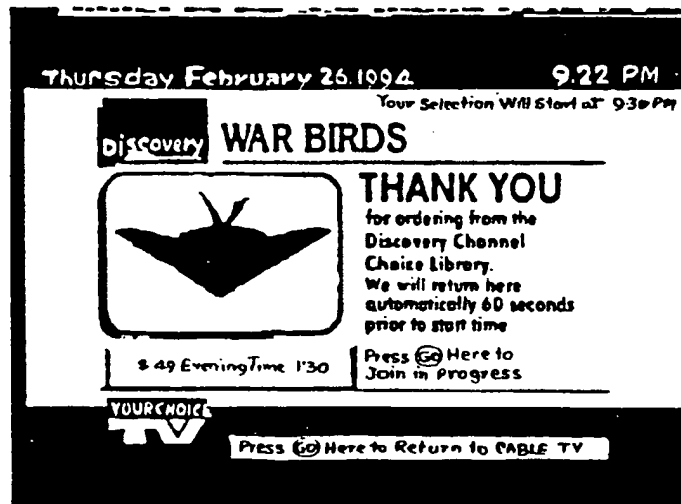 Thursday February 26.1994 9.22 PM
Your Selection Will Start at 9:30 PM
Discovery WAR BIRDS
THANK YOU
for ordering from the
Discovery Channel
Choice Library.
We will return here
automatically 60 seconds
prior to start time
$ .49 Evening Time 1'30
Press Go Here to
Join in Progress
YOUR CHOICE
TV
Press Go Here to Return to CABLE TV